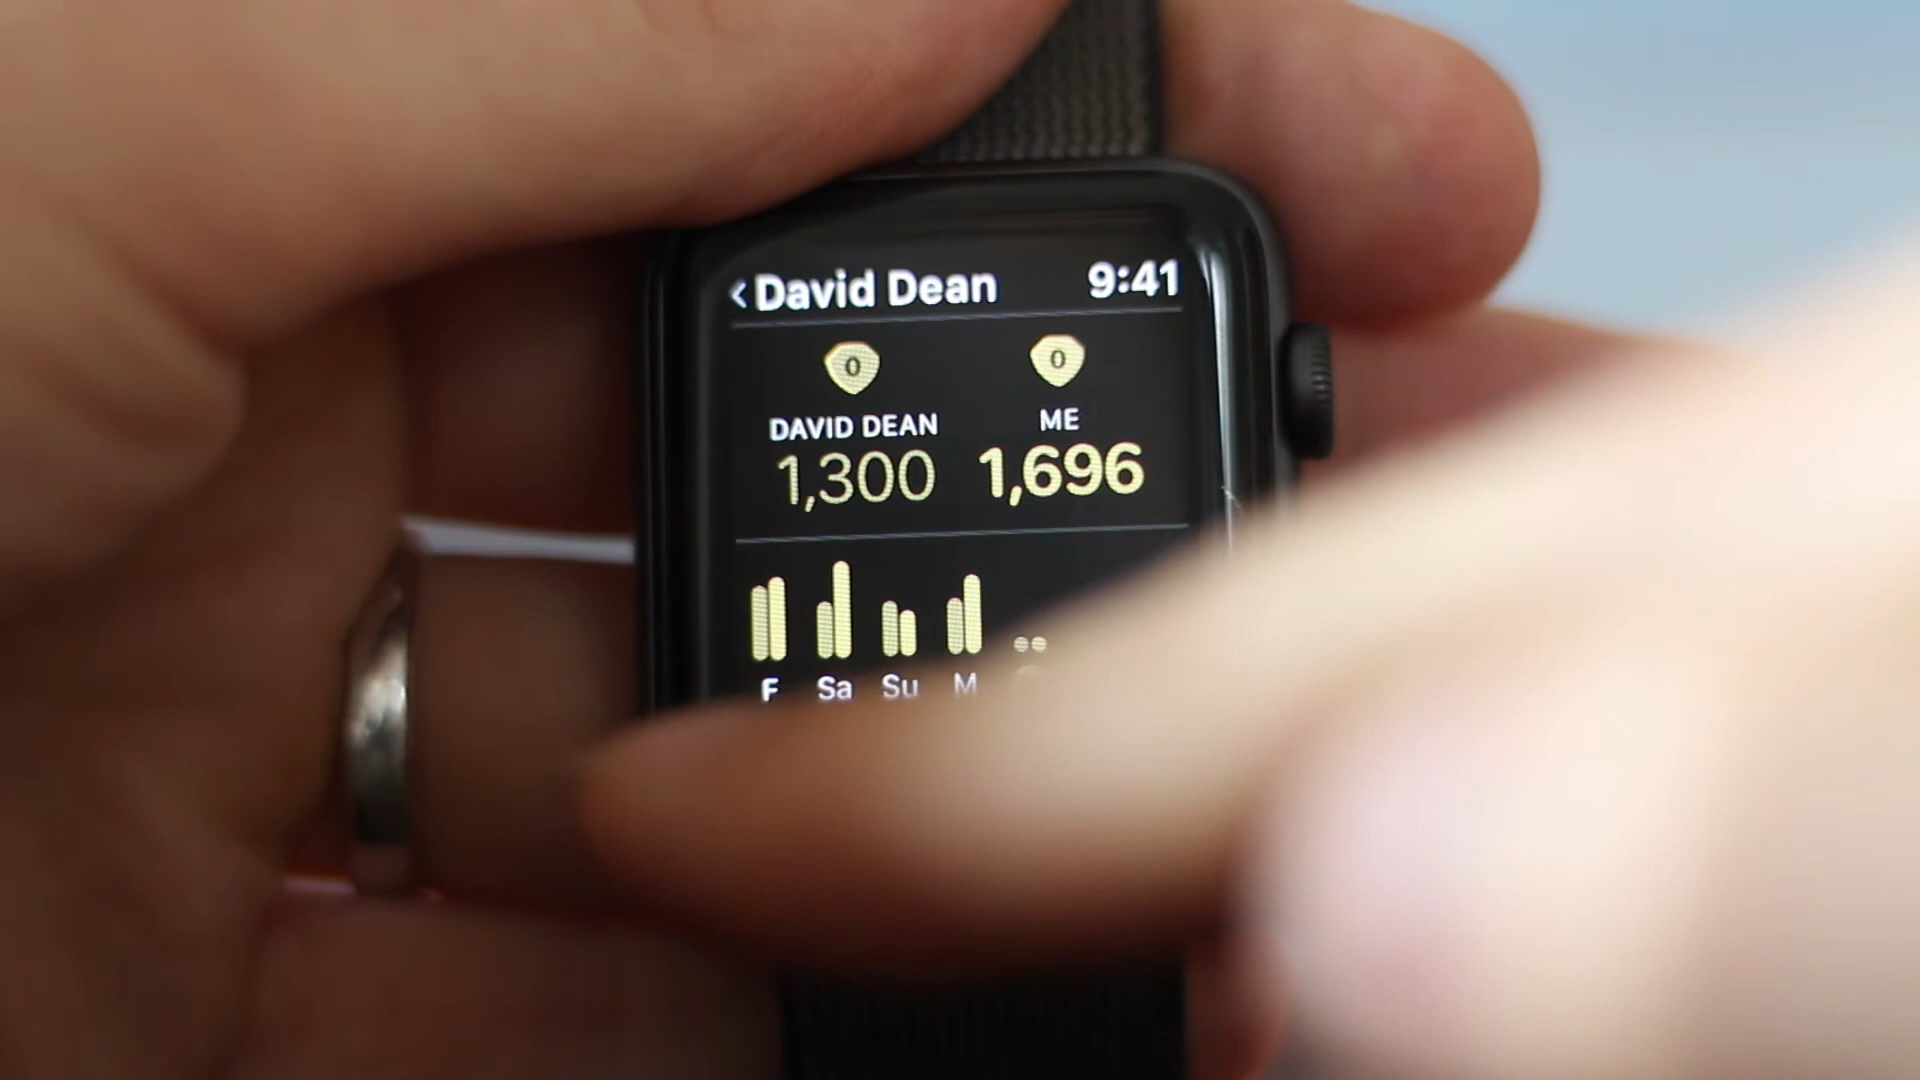 < David Dean 9:41
0 0
DAVID DEAN ME
1,300 1,696
F Sa Su M